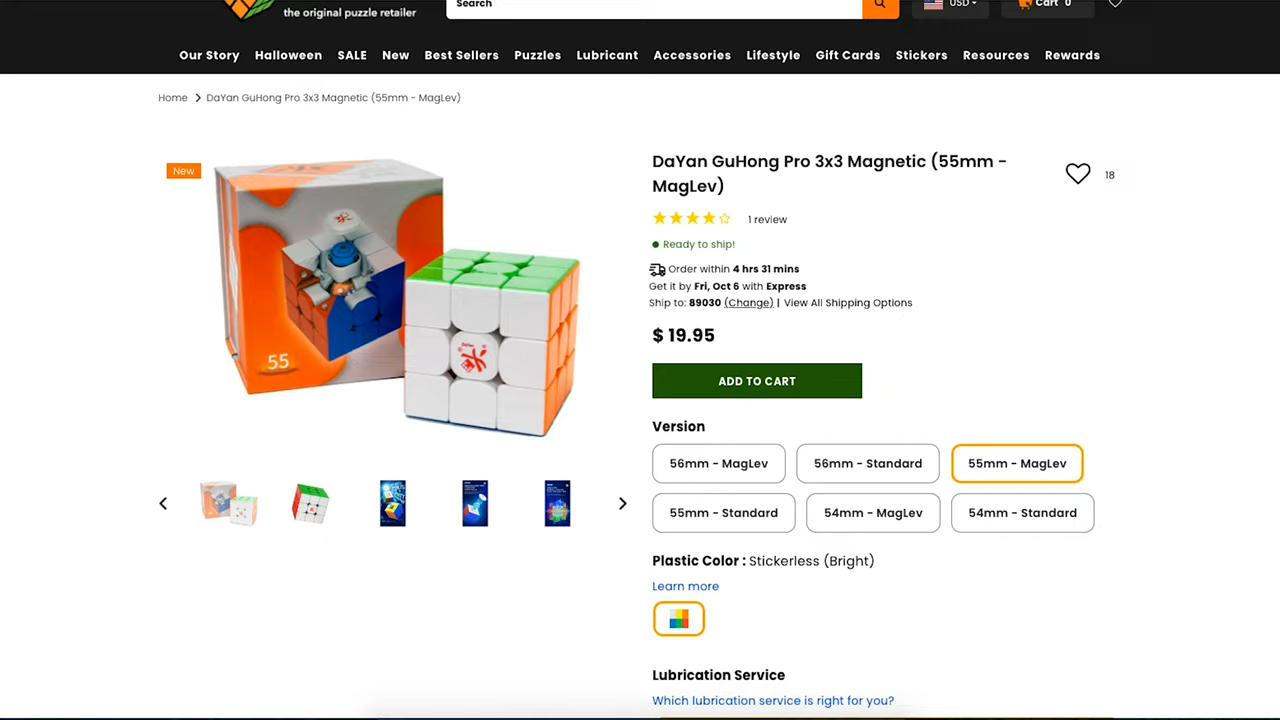 the original puzzle retailer
Search
USD
Cart 0
Our Story Halloween SALE New Best Sellers Puzzles Lubricant Accessories Lifestyle Gift Cards Stickers Resources Rewards
Home > DaYan GuHong Pro 3x3 Magnetic (55mm - MagLev)
New
55
DaYan GuHong Pro 3x3 Magnetic (55mm -
MagLev)
18
1 review
Ready to ship!
Order within 4 hrs 31 mins
Get it by Fri, Oct 6 with Express
Ship to: 89030 (Change) | View All Shipping Options
$ 19.95
ADD TO CART
Version
56mm - MagLev 56mm - Standard 55mm - MagLev
55mm - Standard 54mm - MagLev 54mm - Standard
Plastic Color : Stickerless (Bright)
Learn more
Lubrication Service
Which lubrication service is right for you?